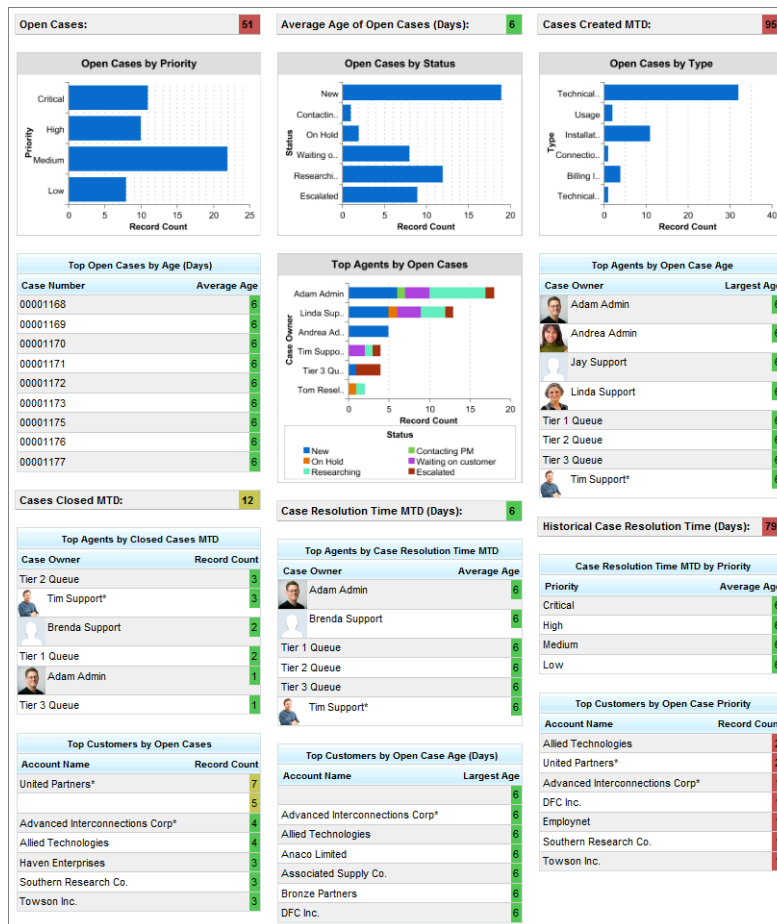 Open Cases: 51
Open Cases by Priority
Priority
Critical
High
Medium
Low
0 5 10 15 20 25
Record Count
Top Open Cases by Age (Days)
Case Number Average Age
00001168 6
00001169 6
00001170 6
00001171 6
00001172 6
00001173 6
00001175 6
00001176 6
00001177 6
Cases Closed MTD: 12
Top Agents by Closed Cases MTD
Case Owner Record Count
Tier 2 Queue 3
Tim Support* 3
Brenda Support 2
Tier 1 Queue 2
Adam Admin 1
Tier 3 Queue 1
Top Customers by Open Cases
Account Name Record Count
United Partners* 7
5
Advanced Interconnections Corp* 4
Allied Technologies 4
Haven Enterprises 3
Southern Research Co. 3
Towson Inc. 3
Average Age of Open Cases (Days): 6
Open Cases by Status
Status
New
Contactin..
On Hold
Waiting o..
Researchi..
Escalated
0 5 10 15 20
Record Count
Top Agents by Open Cases
Case Owner
Adam Admin
Linda Sup..
Andrea Ad..
Tim Suppo..
Tier 3 Qu..
Tom Resel..
0 5 10 15 20
Record Count
Status
New Contacting PM
On Hold Waiting on customer
Researching Escalated
Case Resolution Time MTD (Days): 6
Top Agents by Case Resolution Time MTD
Case Owner Average Age
Adam Admin 6
Brenda Support 6
Tier 1 Queue 6
Tier 2 Queue 6
Tier 3 Queue 6
Tim Support* 6
Top Customers by Open Case Age (Days)
Account Name Largest Age
6
Advanced Interconnections Corp* 6
Allied Technologies 6
Anaco Limited 6
Associated Supply Co. 6
Bronze Partners 6
DFC Inc. 6
Cases Created MTD: 95
Open Cases by Type
Type
Technical..
Usage
Installat..
Connectio..
Billing I..
Technical..
0 10 20 30 40
Record Count
Top Agents by Open Case Age
Case Owner Largest Age
Adam Admin
Andrea Admin
Jay Support
Linda Support
Tier 1 Queue
Tier 2 Queue
Tier 3 Queue
Tim Support*
Historical Case Resolution Time (Days): 79
Case Resolution Time MTD by Priority
Priority Average Age
Critical
High
Medium
Low
Top Customers by Open Case Priority
Account Name Record Coun
Allied Technologies
United Partners*
Advanced Interconnections Corp*
DFC Inc.
Employnet
Southern Research Co.
Towson Inc.